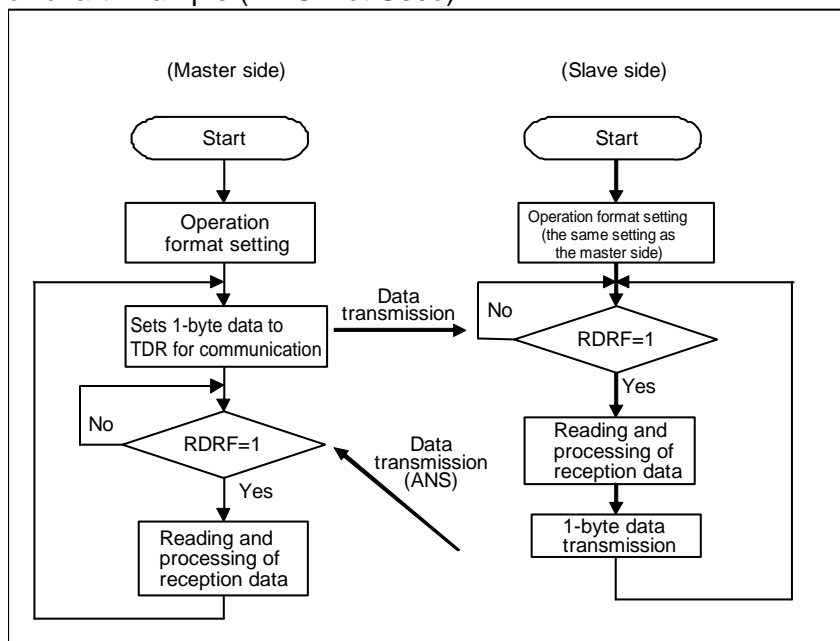 (Master side)
Start
Operation
format setting
Sets 1-byte data to
TDR for communication
No
RDRF=1
Yes
Reading and
processing of
reception data
Data
transmission
Data
transmission
(ANS)
(Slave side)
Start
Operation format setting
(the same setting as
the master side)
No
RDRF=1
Yes
Reading and
processing of
reception data
1-byte data
transmission